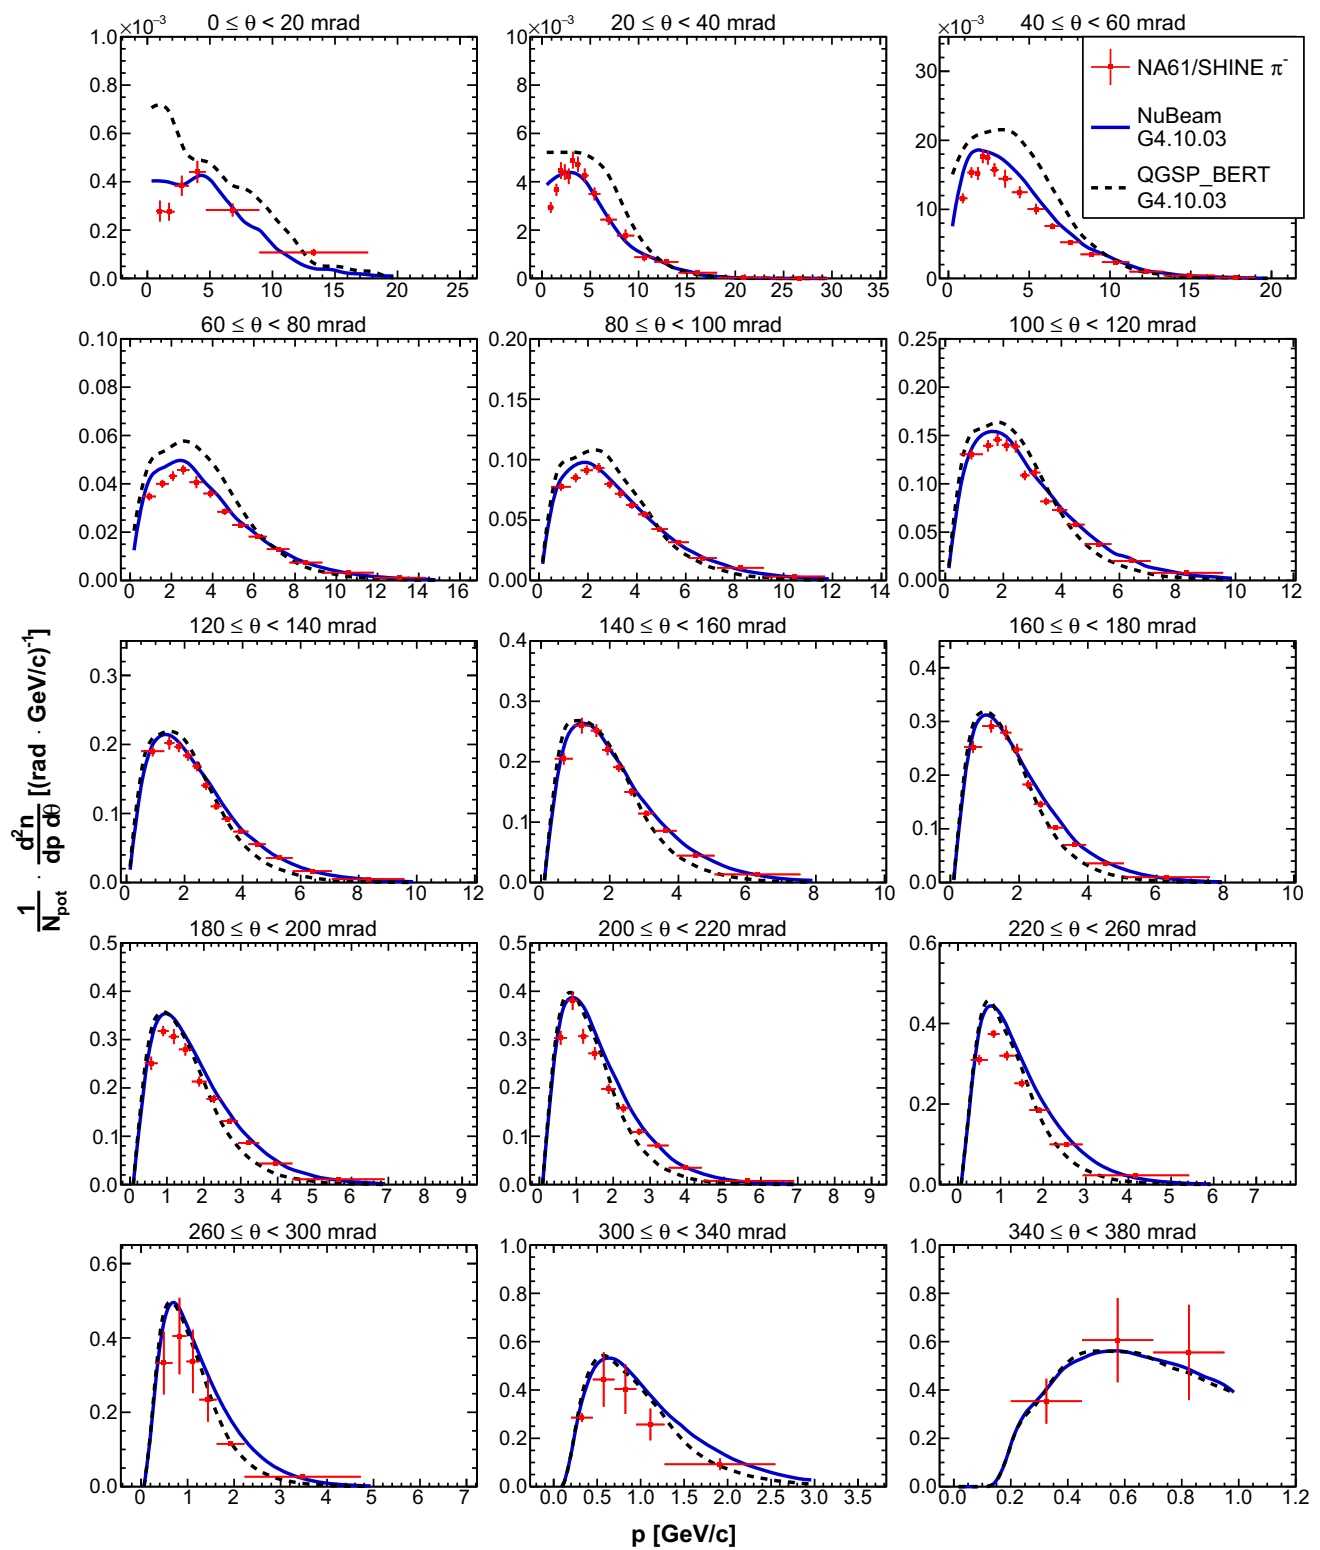 ×10⁻³ 0 ≤ θ < 20 mrad
1.0
0.8
0.6
0.4
0.2
0.0
0 5 10 15 20 25
×10⁻³ 20 ≤ θ < 40 mrad
10
8
6
4
2
0
0 5 10 15 20 25 30 35
×10⁻³ 40 ≤ θ < 60 mrad
30
20
10
0
0 5 10 15 20
NA61/SHINE π⁻
NuBeam
G4.10.03
QGSP_BERT
G4.10.03
60 ≤ θ < 80 mrad
0.10
0.08
0.06
0.04
0.02
0.00
0 2 4 6 8 10 12 14 16
80 ≤ θ < 100 mrad
0.20
0.15
0.10
0.05
0.00
0 2 4 6 8 10 12 14
100 ≤ θ < 120 mrad
0.25
0.20
0.15
0.10
0.05
0.00
0 2 4 6 8 10 12
120 ≤ θ < 140 mrad
0.3
0.2
0.1
0.0
0 2 4 6 8 10 12
140 ≤ θ < 160 mrad
0.4
0.3
0.2
0.1
0.0
0 2 4 6 8 10
160 ≤ θ < 180 mrad
0.4
0.3
0.2
0.1
0.0
0 2 4 6 8 10
180 ≤ θ < 200 mrad
0.5
0.4
0.3
0.2
0.1
0.0
0 1 2 3 4 5 6 7 8 9
200 ≤ θ < 220 mrad
0.5
0.4
0.3
0.2
0.1
0.0
0 1 2 3 4 5 6 7 8 9
220 ≤ θ < 260 mrad
0.6
0.4
0.2
0.0
0 1 2 3 4 5 6 7
260 ≤ θ < 300 mrad
0.6
0.4
0.2
0.0
0 1 2 3 4 5 6 7
300 ≤ θ < 340 mrad
1.0
0.8
0.6
0.4
0.2
0.0
0.0 0.5 1.0 1.5 2.0 2.5 3.0 3.5
340 ≤ θ < 380 mrad
1.0
0.8
0.6
0.4
0.2
0.0
0.0 0.2 0.4 0.6 0.8 1.0 1.2
1/N_pot · d²n/dp dθ [(rad · GeV/c)⁻¹]
p [GeV/c]